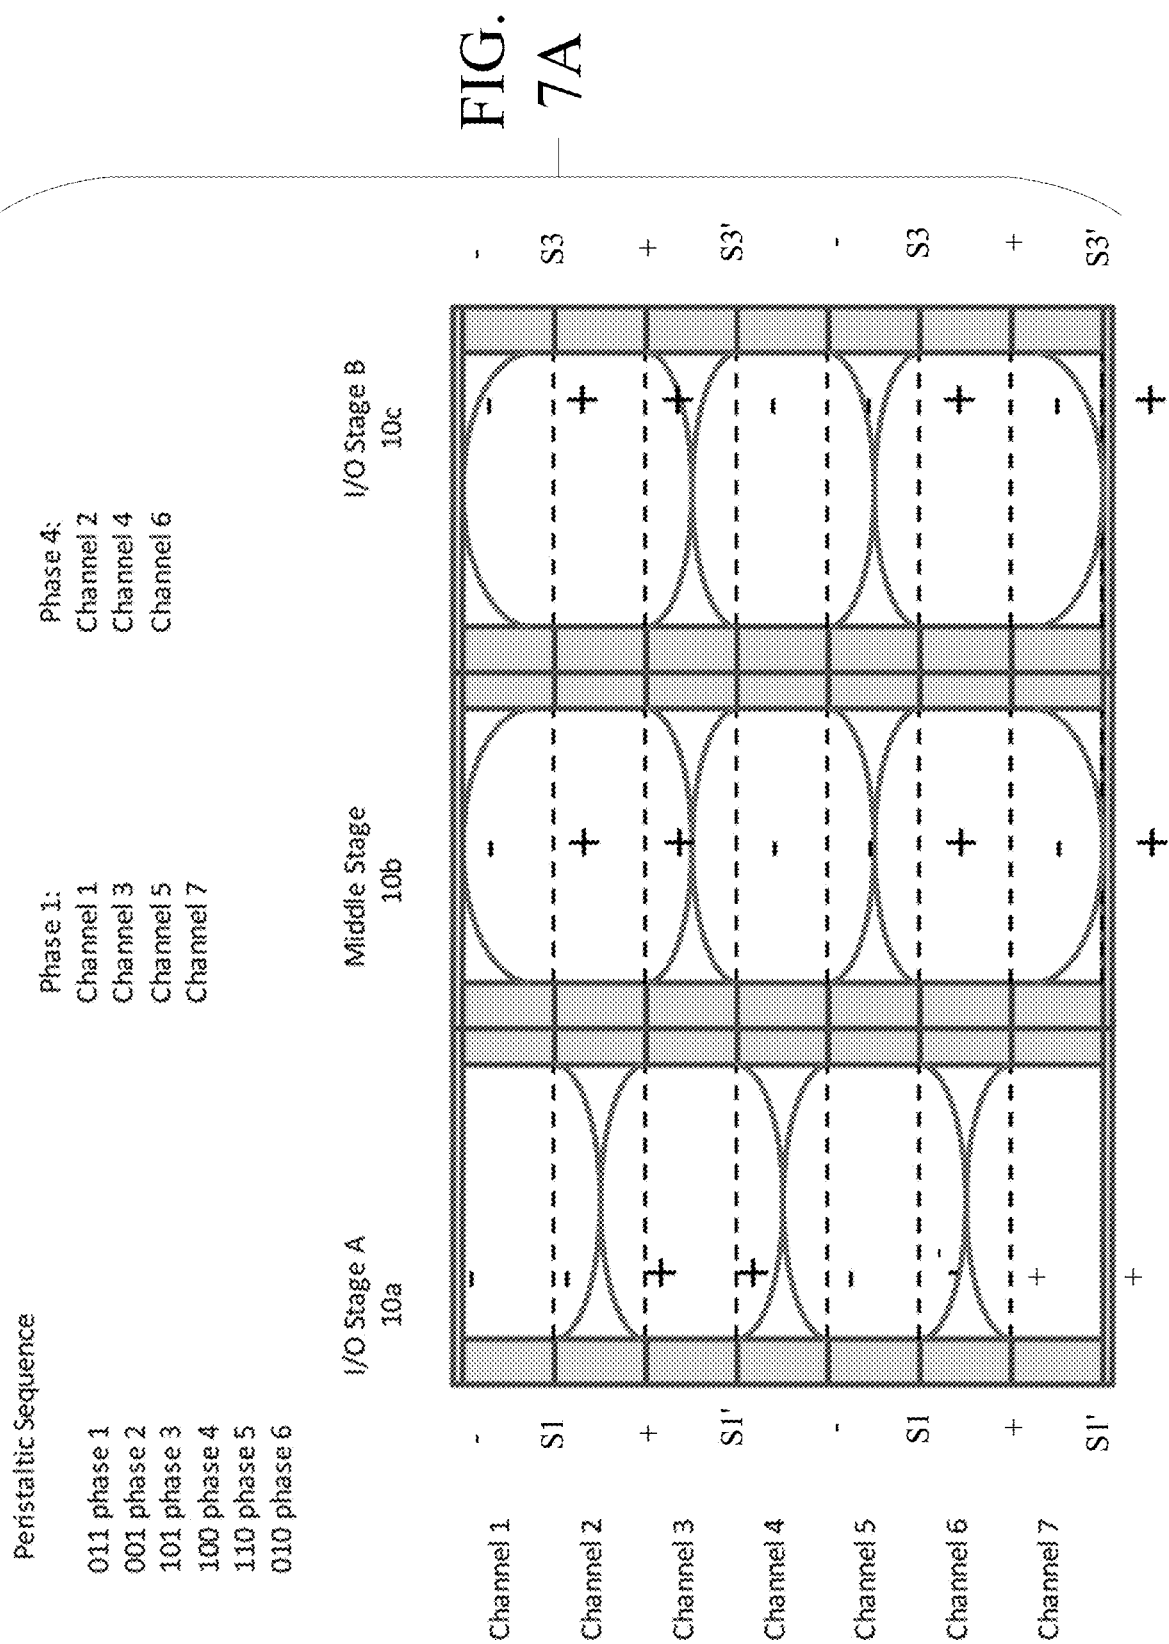 Peristaltic Sequence
011 phase 1
001 phase 2
101 phase 3
100 phase 4
110 phase 5
010 phase 6
Phase 1:
Channel 1
Channel 3
Channel 5
Channel 7
Phase 4:
Channel 2
Channel 4
Channel 6
I/O Stage A
10a
Middle Stage
10b
I/O Stage B
10c
Channel 1
Channel 2
Channel 3
Channel 4
Channel 5
Channel 6
Channel 7
-
S1
+
S1'
-
S1
+
S1'
-
-
+
+
-
-
+
+
-
+
+
-
-
+
-
+
-
+
+
-
-
+
-
+
-
S3
+
S3'
-
S3
+
S3'
FIG.
7A